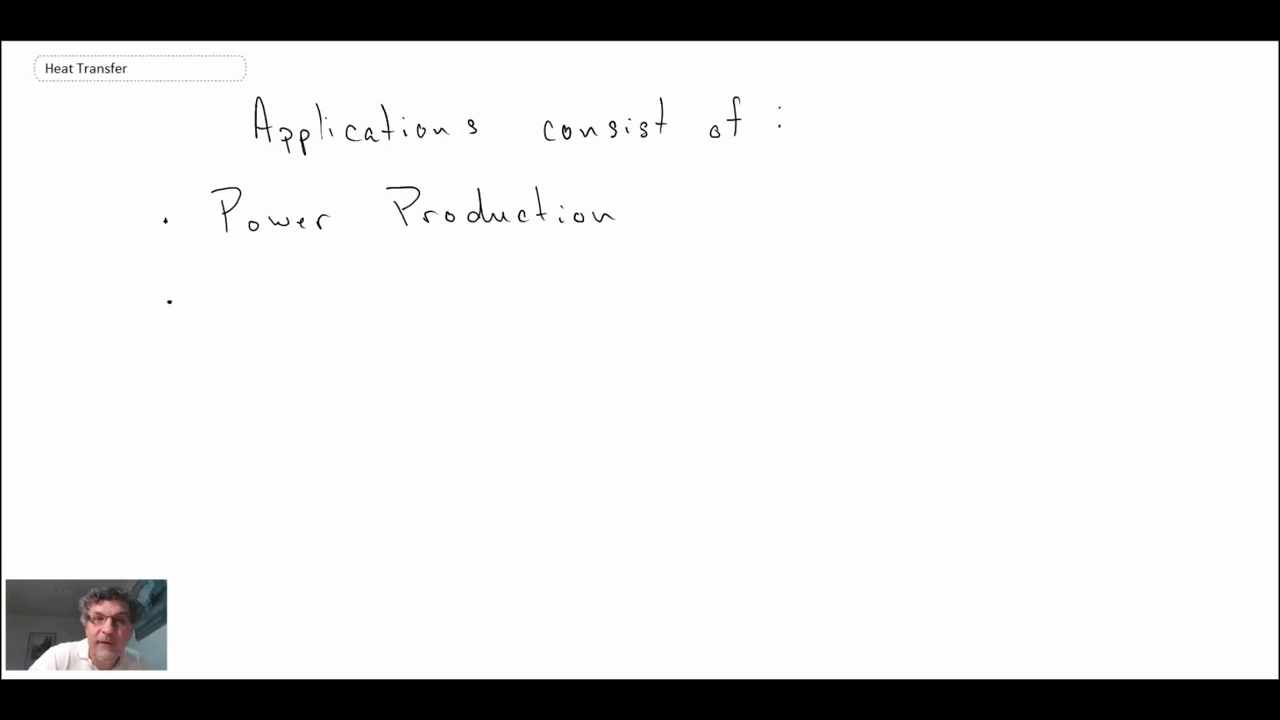 Heat Transfer
Applications consist of :
· Power Production
·